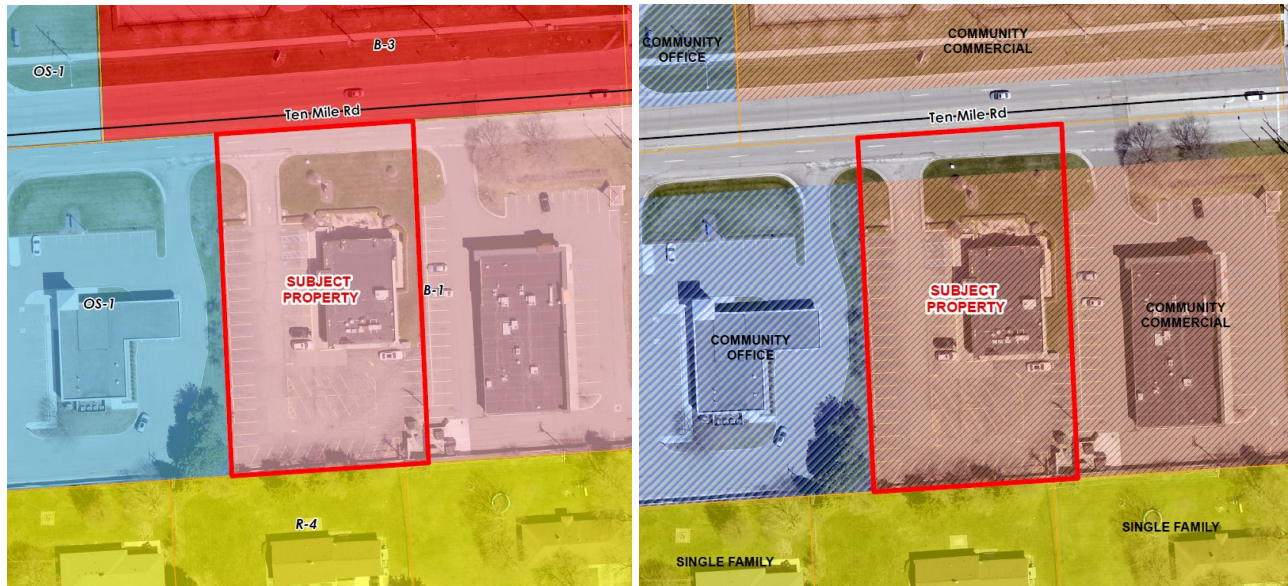 B-3
OS-1
Ten Mile Rd
SUBJECT
PROPERTY
B-1
OS-1
R-4
COMMUNITY
OFFICE
COMMUNITY
COMMERCIAL
Ten Mile Rd
SUBJECT
PROPERTY
COMMUNITY
COMMERCIAL
COMMUNITY
OFFICE
SINGLE FAMILY
SINGLE FAMILY